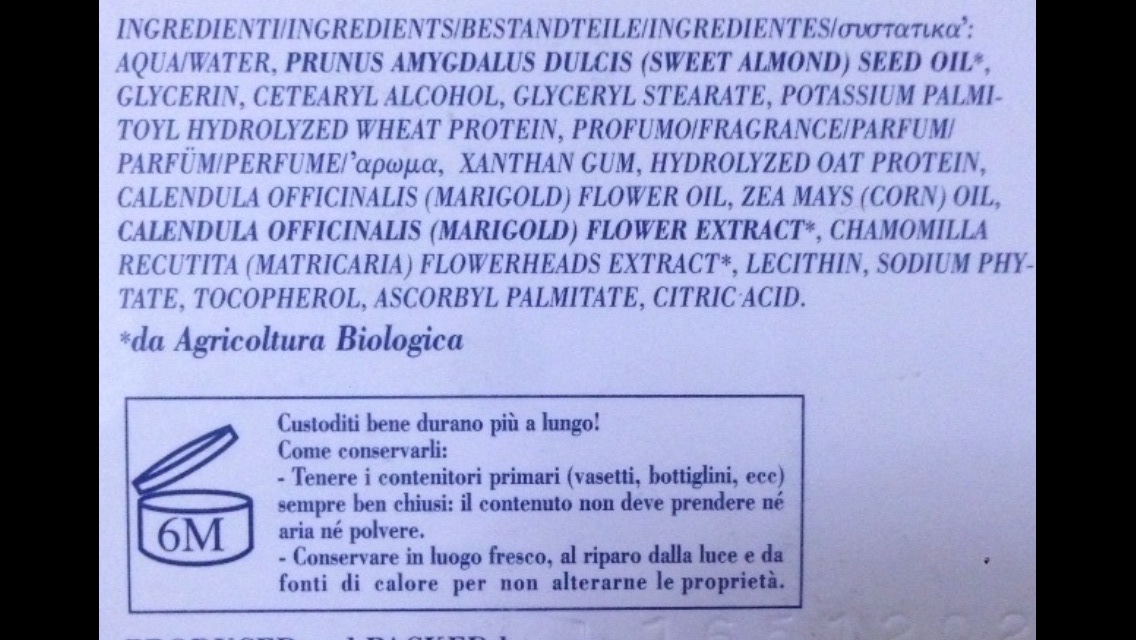 INGREDIENTI/INGREDIENTS/BESTANDTEILE/INGREDIENTES/συστατικα':
AQUA/WATER, PRUNUS AMYGDALUS DULCIS (SWEET ALMOND) SEED OIL*,
GLYCERIN, CETEARYL ALCOHOL, GLYCERYL STEARATE, POTASSIUM PALMI-
TOYL HYDROLYZED WHEAT PROTEIN, PROFUMO/FRAGRANCE/PARFUM/
PARFÜM/PERFUME/'αρωμα, XANTHAN GUM, HYDROLYZED OAT PROTEIN,
CALENDULA OFFICINALIS (MARIGOLD) FLOWER OIL, ZEA MAYS (CORN) OIL,
CALENDULA OFFICINALIS (MARIGOLD) FLOWER EXTRACT*, CHAMOMILLA
RECUTITA (MATRICARIA) FLOWERHEADS EXTRACT*, LECITHIN, SODIUM PHY-
TATE, TOCOPHEROL, ASCORBYL PALMITATE, CITRIC ACID.
*da Agricoltura Biologica
6M
Custoditi bene durano più a lungo!
Come conservarli:
- Tenere i contenitori primari (vasetti, bottiglini, ecc)
sempre ben chiusi: il contenuto non deve prendere né
aria né polvere.
- Conservare in luogo fresco, al riparo dalla luce e da
fonti di calore per non alterarne le proprietà.